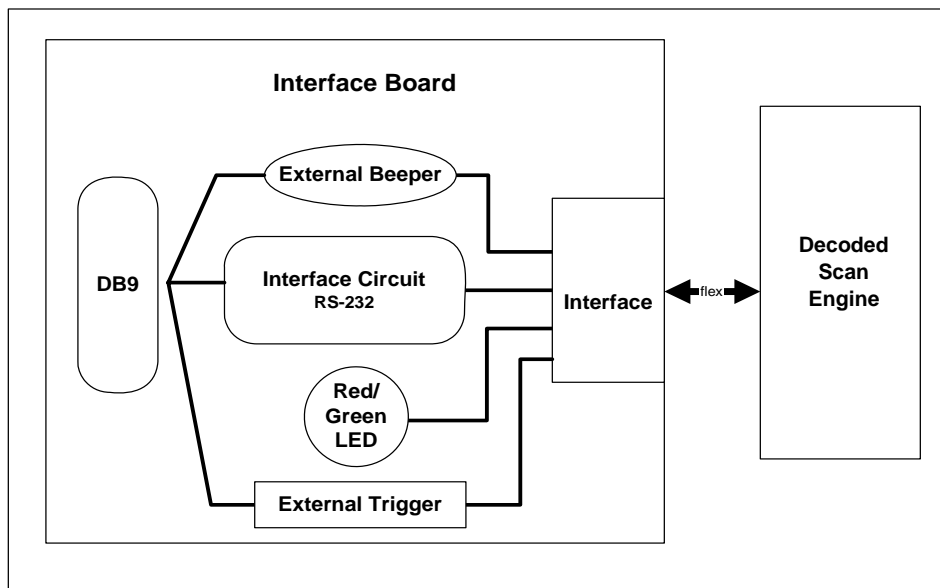 Interface Board
External Beeper
DB9
Interface Circuit
RS-232
Interface
flex
Decoded
Scan
Engine
Red/
Green
LED
External Trigger